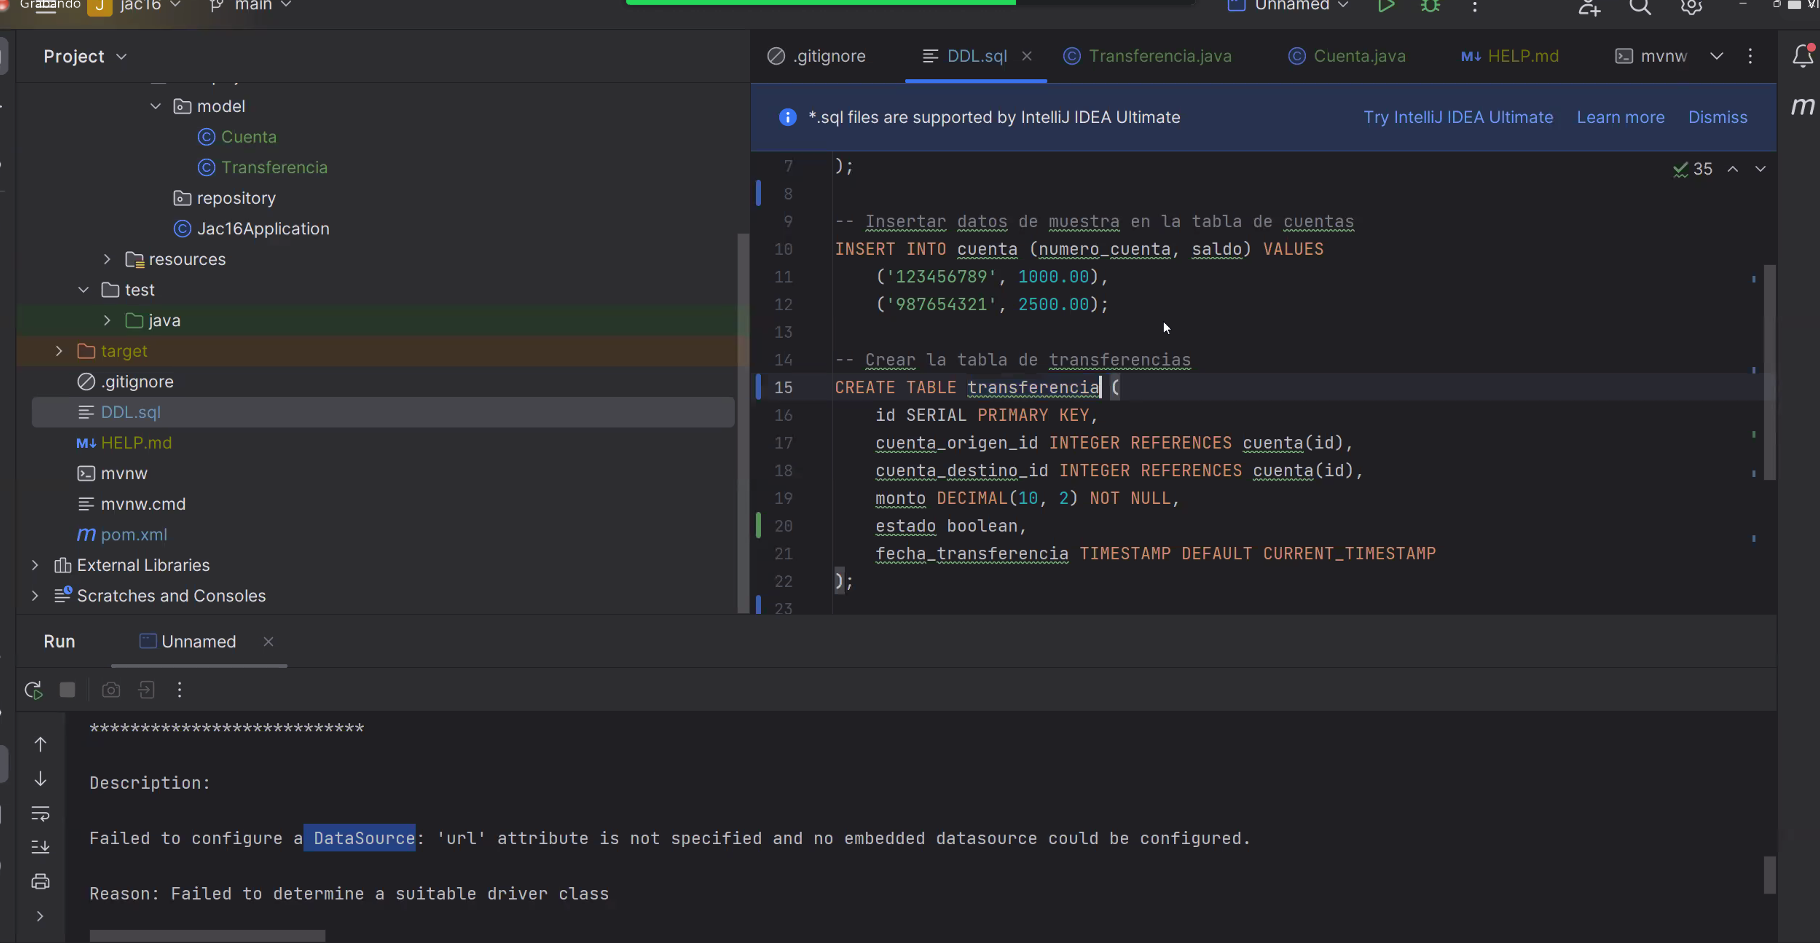 Grabando
J jac16 main
Unnamed
Project
model
Cuenta
Transferencia
repository
Jac16Application
resources
test
java
target
.gitignore
DDL.sql
HELP.md
mvnw
mvnw.cmd
pom.xml
External Libraries
Scratches and Consoles
.gitignore DDL.sql Transferencia.java Cuenta.java HELP.md mvnw
*.sql files are supported by IntelliJ IDEA Ultimate Try IntelliJ IDEA Ultimate Learn more Dismiss
35
7 );
8
9 -- Insertar datos de muestra en la tabla de cuentas
10 INSERT INTO cuenta (numero_cuenta, saldo) VALUES
11 ('123456789', 1000.00),
12 ('987654321', 2500.00);
13
14 -- Crear la tabla de transferencias
15 CREATE TABLE transferencia (
16 id SERIAL PRIMARY KEY,
17 cuenta_origen_id INTEGER REFERENCES cuenta(id),
18 cuenta_destino_id INTEGER REFERENCES cuenta(id),
19 monto DECIMAL(10, 2) NOT NULL,
20 estado boolean,
21 fecha_transferencia TIMESTAMP DEFAULT CURRENT_TIMESTAMP
22 );
23
Run Unnamed
***************************
Description:
Failed to configure a DataSource: 'url' attribute is not specified and no embedded datasource could be configured.
Reason: Failed to determine a suitable driver class